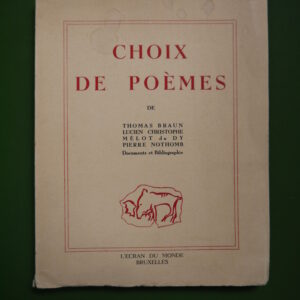 CHOIX
DE POÈMES
DE
THOMAS BRAUN
LUCIEN CHRISTOPHE
MÉLOT du DY
PIERRE NOTHOMB
Documents et Bibliographie
L'ECRAN DU MONDE
BRUXELLES